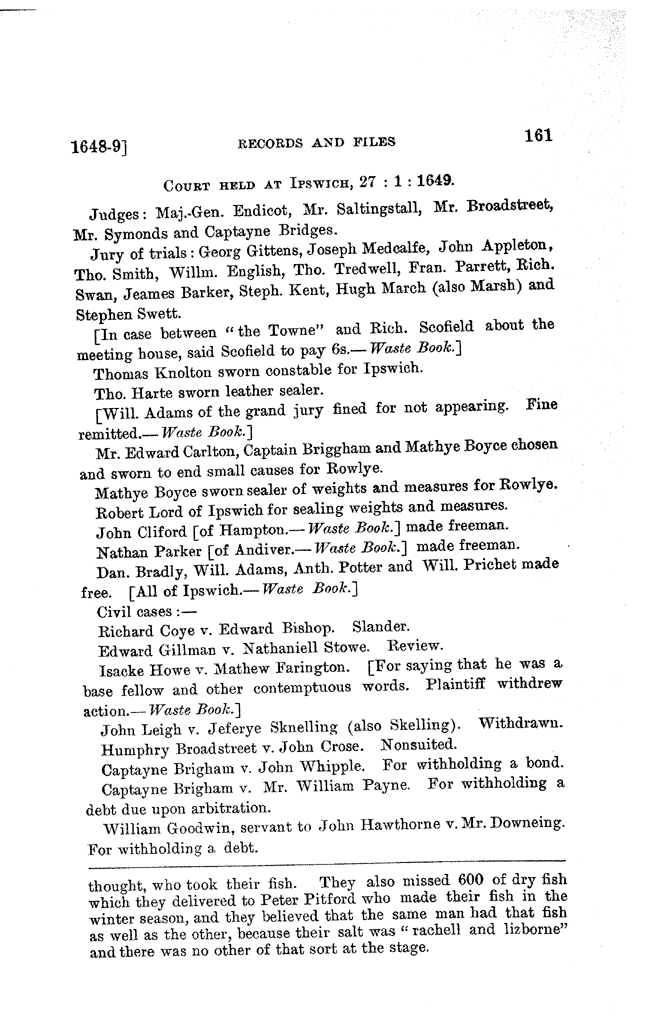 1648-9] RECORDS AND FILES 161
COURT HELD AT IPSWICH, 27 : 1 : 1649.
Judges: Maj.-Gen. Endicot, Mr. Saltingstall, Mr. Broadstreet,
Mr. Symonds and Captayne Bridges.
Jury of trials : Georg Gittens, Joseph Medcalfe, John Appleton,
Tho. Smith, Willm. English, Tho. Tredwell, Fran. Parrett, Rich.
Swan, Jeames Barker, Steph. Kent, Hugh March (also Marsh) and
Stephen Swett.
[In case between “the Towne” and Rich. Scofield about the
meeting house, said Scofield to pay 6s.—Waste Book.]
Thomas Knolton sworn constable for Ipswich.
Tho. Harte sworn leather sealer.
[Will. Adams of the grand jury fined for not appearing. Fine
remitted.—Waste Book.]
Mr. Edward Carlton, Captain Briggham and Mathye Boyce chosen
and sworn to end small causes for Rowlye.
Mathye Boyce sworn sealer of weights and measures for Rowlye.
Robert Lord of Ipswich for sealing weights and measures.
John Cliford [of Hampton.—Waste Book.] made freeman.
Nathan Parker [of Andiver.—Waste Book.] made freeman.
Dan. Bradly, Will. Adams, Anth. Potter and Will. Prichet made
free. [All of Ipswich.—Waste Book.]
Civil cases :—
Richard Coye v. Edward Bishop. Slander.
Edward Gillman v. Nathaniell Stowe. Review.
Isacke Howe v. Mathew Farington. [For saying that he was a
base fellow and other contemptuous words. Plaintiff withdrew
action.—Waste Book.]
John Leigh v. Jeferye Sknelling (also Skelling). Withdrawn.
Humphry Broadstreet v. John Crose. Nonsuited.
Captayne Brigham v. John Whipple. For withholding a bond.
Captayne Brigham v. Mr. William Payne. For withholding a
debt due upon arbitration.
William Goodwin, servant to John Hawthorne v. Mr. Downeing.
For withholding a debt.
thought, who took their fish. They also missed 600 of dry fish
which they delivered to Peter Pitford who made their fish in the
winter season, and they believed that the same man had that fish
as well as the other, because their salt was “rachell and lizborne”
and there was no other of that sort at the stage.